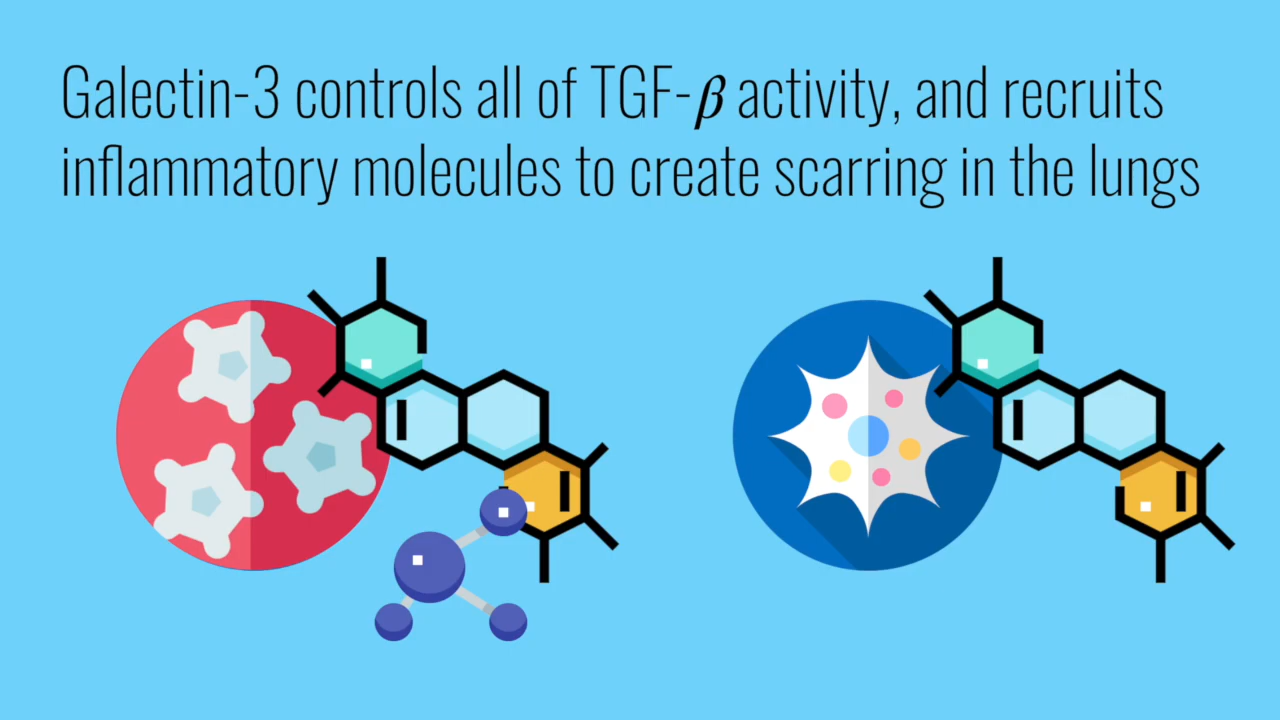 Galectin-3 controls all of TGF-β activity, and recruits
inflammatory molecules to create scarring in the lungs